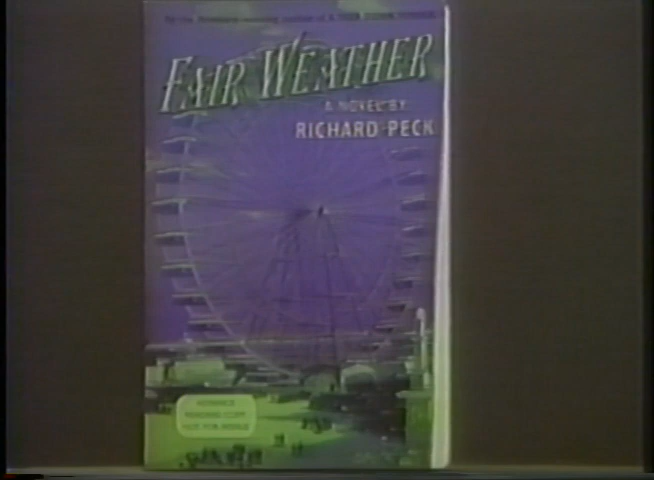 FAIR WEATHER
A NOVEL BY
RICHARD PECK
ADVANCE
READING COPY
NOT FOR RESALE